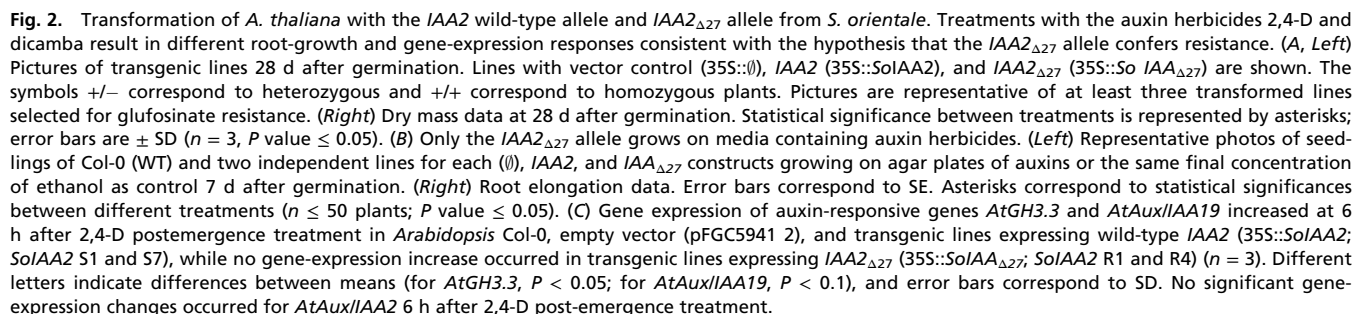 Fig. 2. Transformation of A. thaliana with the IAA2 wild-type allele and IAA2Δ27 allele from S. orientale. Treatments with the auxin herbicides 2,4-D and
dicamba result in different root-growth and gene-expression responses consistent with the hypothesis that the IAA2Δ27 allele confers resistance. (A, Left)
Pictures of transgenic lines 28 d after germination. Lines with vector control (35S::∅), IAA2 (35S::SoIAA2), and IAA2Δ27 (35S::So IAAΔ27) are shown. The
symbols +/− correspond to heterozygous and +/+ correspond to homozygous plants. Pictures are representative of at least three transformed lines
selected for glufosinate resistance. (Right) Dry mass data at 28 d after germination. Statistical significance between treatments is represented by asterisks;
error bars are ± SD (n = 3, P value ≤ 0.05). (B) Only the IAA2Δ27 allele grows on media containing auxin herbicides. (Left) Representative photos of seed-
lings of Col-0 (WT) and two independent lines for each (∅), IAA2, and IAAΔ27 constructs growing on agar plates of auxins or the same final concentration
of ethanol as control 7 d after germination. (Right) Root elongation data. Error bars correspond to SE. Asterisks correspond to statistical significances
between different treatments (n ≤ 50 plants; P value ≤ 0.05). (C) Gene expression of auxin-responsive genes AtGH3.3 and AtAux/IAA19 increased at 6
h after 2,4-D postemergence treatment in Arabidopsis Col-0, empty vector (pFGC5941 2), and transgenic lines expressing wild-type IAA2 (35S::SoIAA2;
SoIAA2 S1 and S7), while no gene-expression increase occurred in transgenic lines expressing IAA2Δ27 (35S::SoIAAΔ27; SoIAA2 R1 and R4) (n = 3). Different
letters indicate differences between means (for AtGH3.3, P < 0.05; for AtAux/IAA19, P < 0.1), and error bars correspond to SD. No significant gene-
expression changes occurred for AtAux/IAA2 6 h after 2,4-D post-emergence treatment.